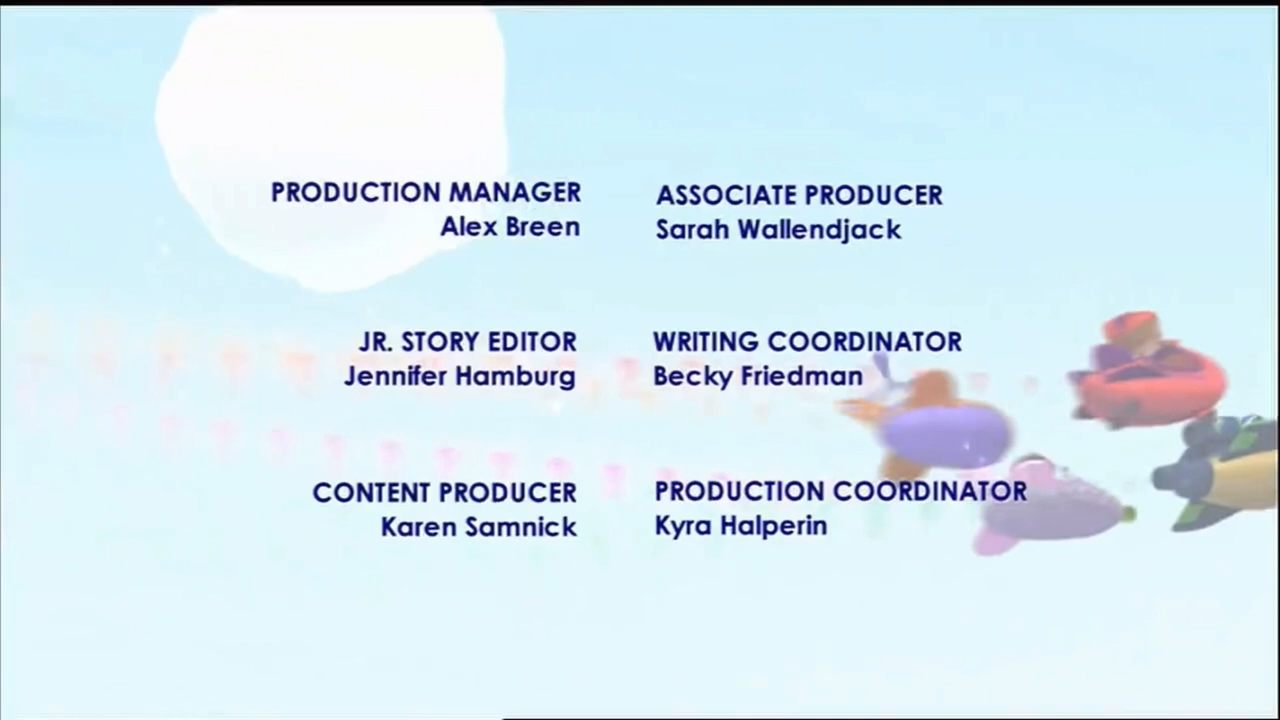 PRODUCTION MANAGER
Alex Breen
ASSOCIATE PRODUCER
Sarah Wallendjack
JR. STORY EDITOR
Jennifer Hamburg
WRITING COORDINATOR
Becky Friedman
CONTENT PRODUCER
Karen Samnick
PRODUCTION COORDINATOR
Kyra Halperin